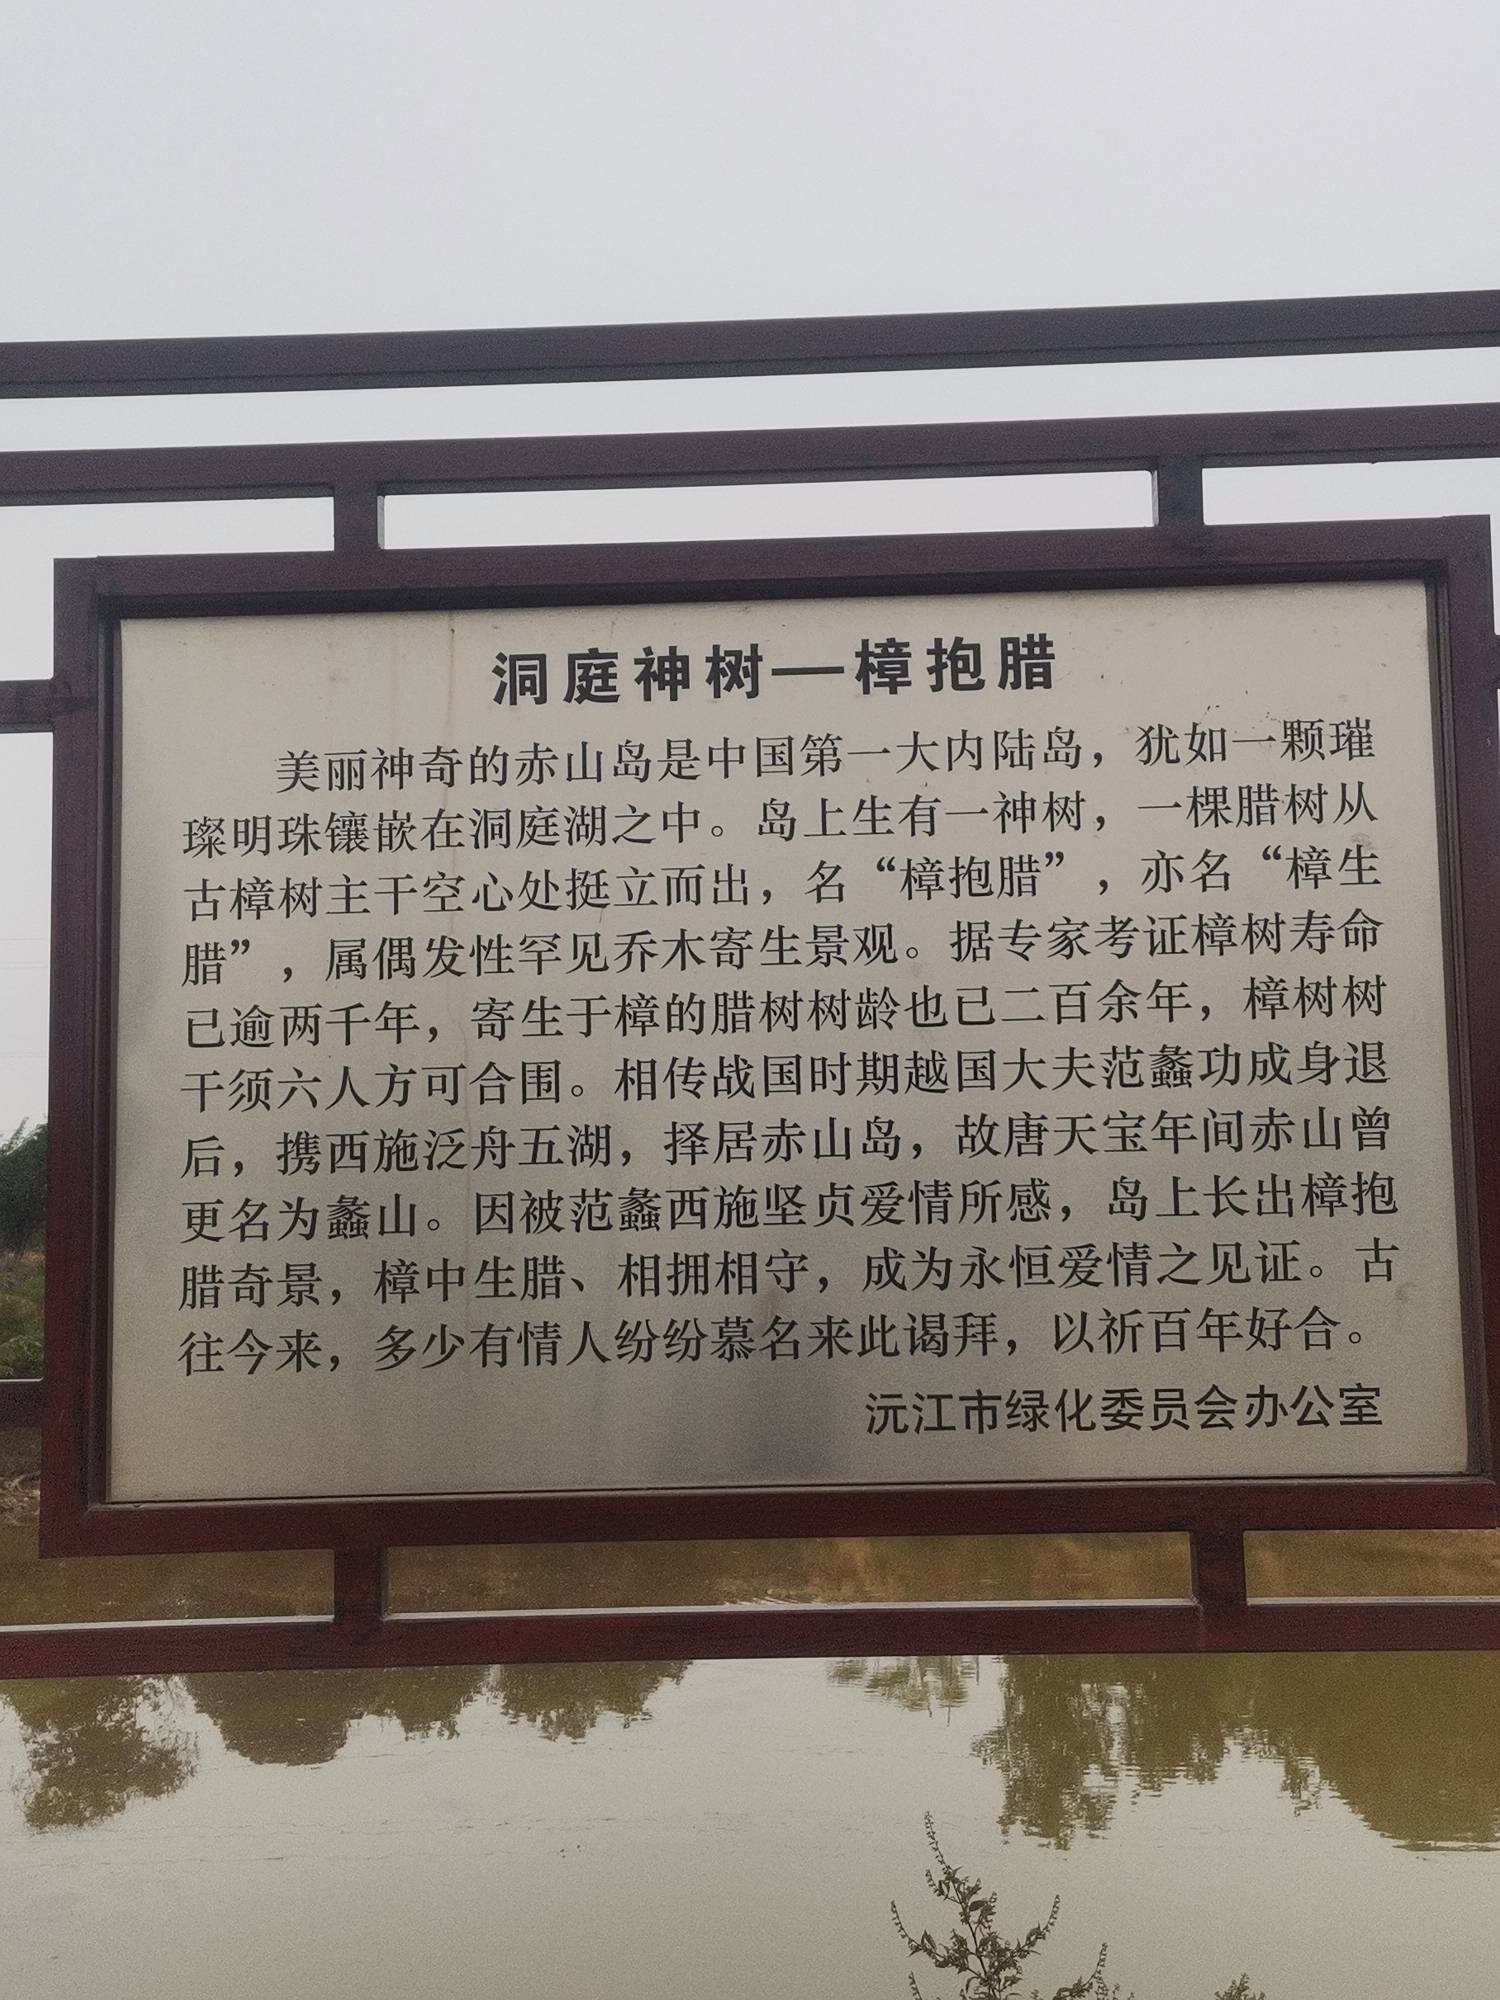 洞庭神树—樟抱腊
美丽神奇的赤山岛是中国第一大内陆岛，犹如一颗璀
璨明珠镶嵌在洞庭湖之中。岛上生有一神树，一棵腊树从
古樟树主干空心处挺立而出，名“樟抱腊”，亦名“樟生
腊”，属偶发性罕见乔木寄生景观。据专家考证樟树寿命
已逾两千年，寄生于樟的腊树树龄也已二百余年，樟树树
干须六人方可合围。相传战国时期越国大夫范蠡功成身退
后，携西施泛舟五湖，择居赤山岛，故唐天宝年间赤山曾
更名为蠡山。因被范蠡西施坚贞爱情所感，岛上长出樟抱
腊奇景，樟中生腊、相拥相守，成为永恒爱情之见证。古
往今来，多少有情人纷纷慕名来此谒拜，以祈百年好合。
沅江市绿化委员会办公室